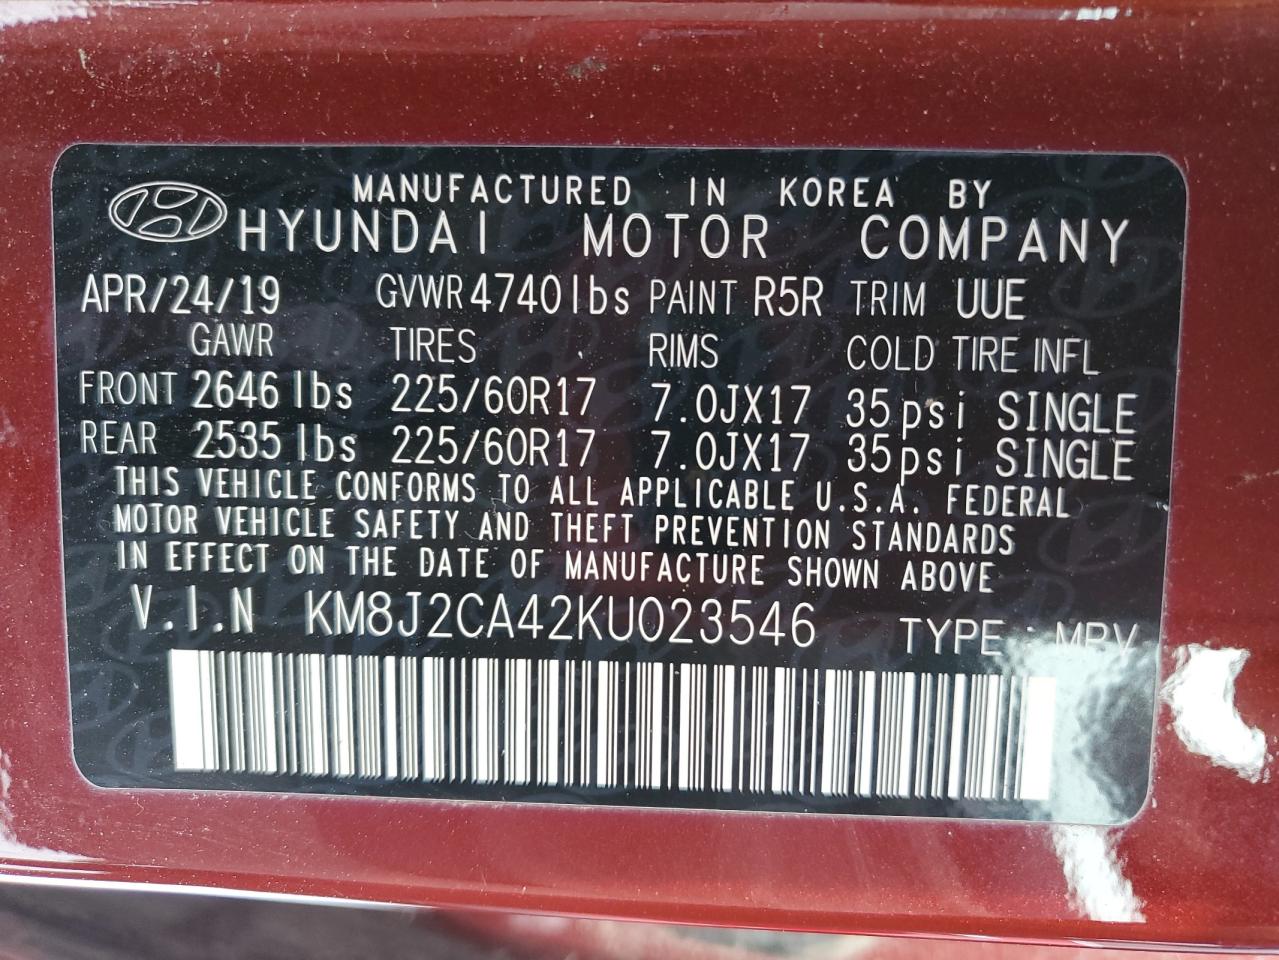 MANUFACTURED IN KOREA BY
HYUNDAI MOTOR COMPANY
APR/24/19 GVWR 4740lbs PAINT R5R TRIM UUE
GAWR TIRES RIMS COLD TIRE INFL
FRONT 2646 lbs 225/60R17 7.0JX17 35psi SINGLE
REAR 2535 lbs 225/60R17 7.0JX17 35psi SINGLE
THIS VEHICLE CONFORMS TO ALL APPLICABLE U.S.A. FEDERAL
MOTOR VEHICLE SAFETY AND THEFT PREVENTION STANDARDS
IN EFFECT ON THE DATE OF MANUFACTURE SHOWN ABOVE
V.I.N KM8J2CA42KU023546 TYPE : MPV